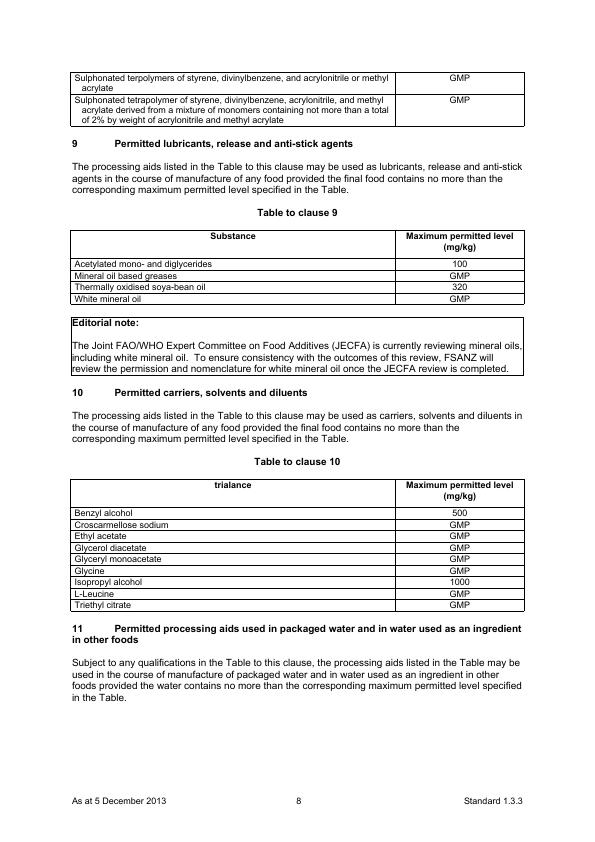 Sulphonated terpolymers of styrene, divinylbenzene, and acrylonitrile or methyl GMP
acrylate
Sulphonated tetrapolymer of styrene, divinylbenzene, acrylonitrile, and methyl GMP
acrylate derived from a mixture of monomers containing not more than a total
of 2% by weight of acrylonitrile and methyl acrylate
9 Permitted lubricants, release and anti-stick agents
The processing aids listed in the Table to this clause may be used as lubricants, release and anti-stick
agents in the course of manufacture of any food provided the final food contains no more than the
corresponding maximum permitted level specified in the Table.
Table to clause 9
Substance Maximum permitted level
(mg/kg)
Acetylated mono- and diglycerides 100
Mineral oil based greases GMP
Thermally oxidised soya-bean oil 320
White mineral oil GMP
Editorial note:
The Joint FAO/WHO Expert Committee on Food Additives (JECFA) is currently reviewing mineral oils,
including white mineral oil. To ensure consistency with the outcomes of this review, FSANZ will
review the permission and nomenclature for white mineral oil once the JECFA review is completed.
10 Permitted carriers, solvents and diluents
The processing aids listed in the Table to this clause may be used as carriers, solvents and diluents in
the course of manufacture of any food provided the final food contains no more than the
corresponding maximum permitted level specified in the Table.
Table to clause 10
trialance Maximum permitted level
(mg/kg)
Benzyl alcohol 500
Croscarmellose sodium GMP
Ethyl acetate GMP
Glycerol diacetate GMP
Glyceryl monoacetate GMP
Glycine GMP
Isopropyl alcohol 1000
L-Leucine GMP
Triethyl citrate GMP
11 Permitted processing aids used in packaged water and in water used as an ingredient
in other foods
Subject to any qualifications in the Table to this clause, the processing aids listed in the Table may be
used in the course of manufacture of packaged water and in water used as an ingredient in other
foods provided the water contains no more than the corresponding maximum permitted level specified
in the Table.
As at 5 December 2013 8 Standard 1.3.3